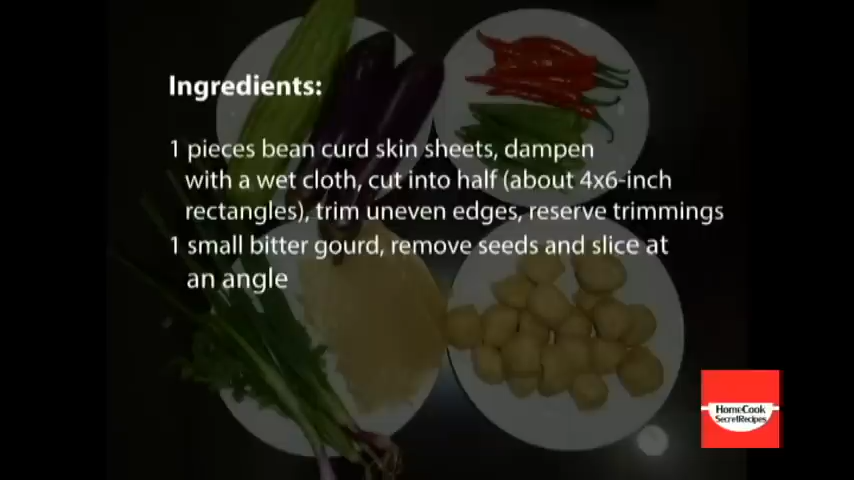 Ingredients:
1 pieces bean curd skin sheets, dampen
with a wet cloth, cut into half (about 4x6-inch
rectangles), trim uneven edges, reserve trimmings
1 small bitter gourd, remove seeds and slice at
an angle
HomeCook
SecretRecipes